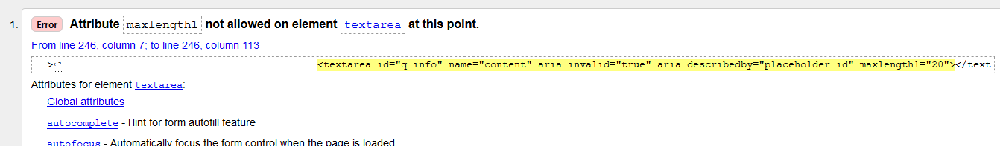 1. Error Attribute maxlength1 not allowed on element textarea at this point.
From line 246, column 7; to line 246, column 113
-->↩ <textarea id="q_info" name="content" aria-invalid="true" aria-describedby="placeholder-id" maxlength1="20"></text
Attributes for element textarea:
Global attributes
autocomplete - Hint for form autofill feature
autofocus - Automatically focus the form control when the page is loaded